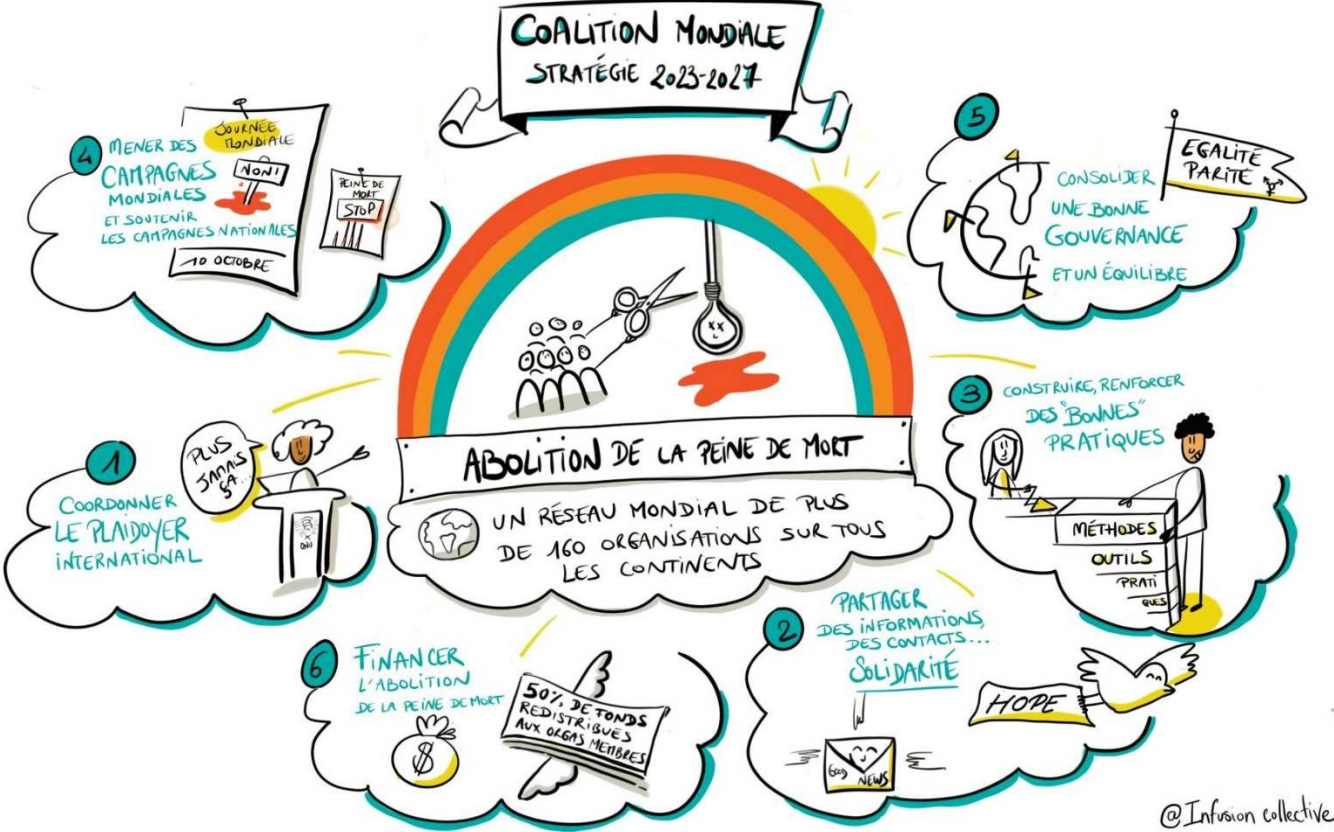 COALITION MONDIALE
STRATÉGIE 2023-2027
4
MENER DES
CAMPAGNES
MONDIALES
ET SOUTENIR
LES CAMPAGNES NATIONALES
JOURNÉE
MONDIALE
NON!
10 OCTOBRE
PEINE DE
MORT
STOP
5
CONSOLIDER
UNE BONNE
GOUVERNANCE
ET UN ÉQUILIBRE
EGALITÉ
PARITÉ
ABOLITION DE LA PEINE DE MORT
UN RÉSEAU MONDIAL DE PLUS
DE 160 ORGANISATIONS SUR TOUS
LES CONTINENTS
1
COORDONNER
LE PLAIDOYER
INTERNATIONAL
PLUS
JAMAIS
ÇA...
ONU
3
CONSTRUIRE, RENFORCER
DES "BONNES"
PRATIQUES
MÉTHODES
OUTILS
PRATI
QUES
6
FINANCER
L'ABOLITION
DE LA PEINE DE MORT
$
50% DE FONDS
REDISTRIBUÉS
AUX ORGAS MEMBRES
2
PARTAGER
DES INFORMATIONS,
DES CONTACTS...
SOLIDARITÉ
GOOD
NEWS
HOPE
@Infusion collective